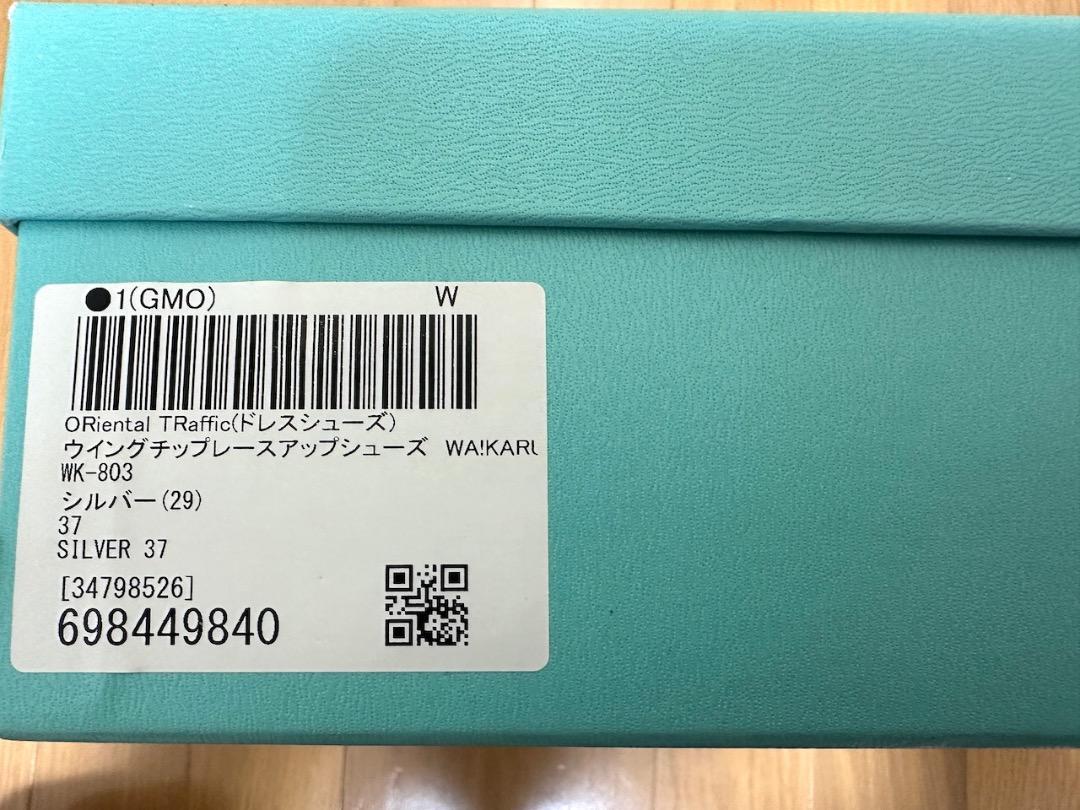 ●1(GMO) W
ORiental TRaffic(ドレスシューズ)
ウイングチップレースアップシューズ WA!KARU
WK-803
シルバー(29)
37
SILVER 37
[34798526]
698449840